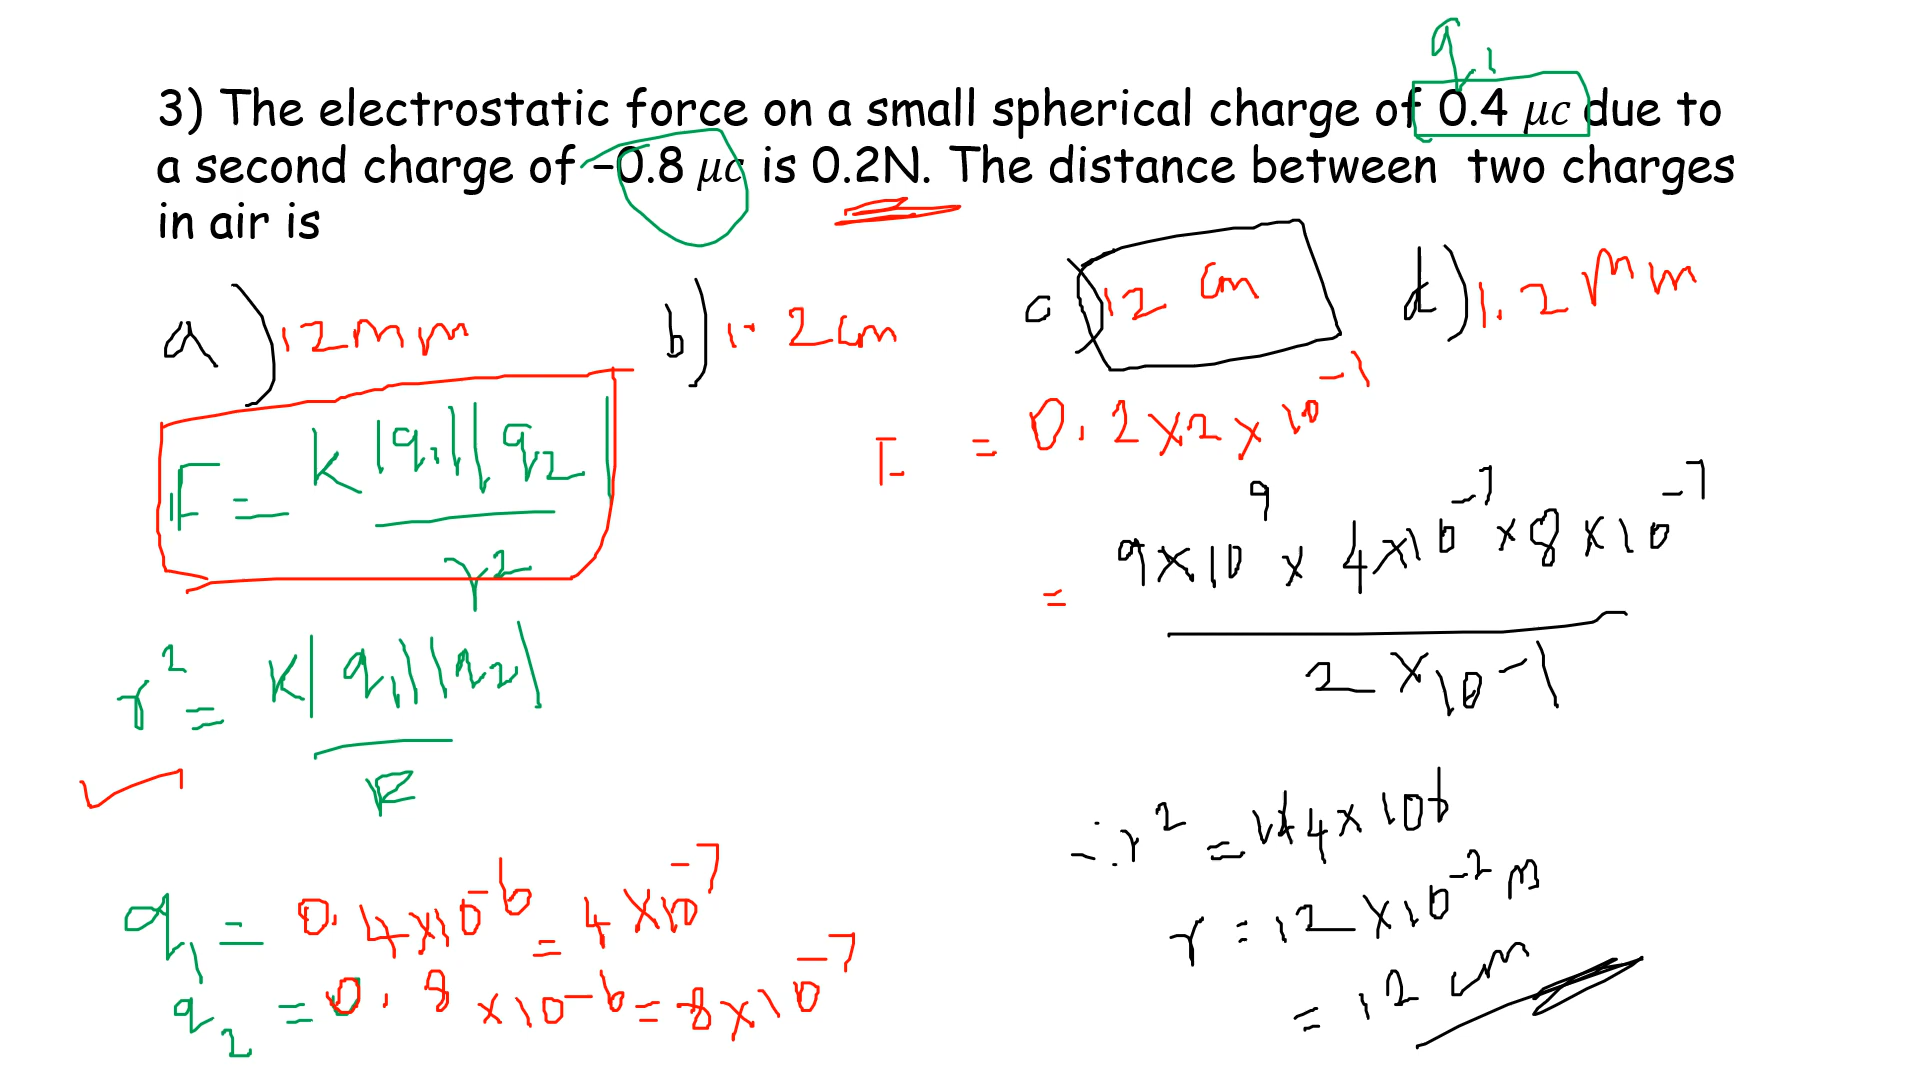 q1
3) The electrostatic force on a small spherical charge of 0.4 μc due to
a second charge of -0.8 μc is 0.2N. The distance between two charges
in air is
a) 12mm b) 1.2cm c) 12 cm d) 1.2 mm
F = k |q1| |q2| / r²
F = 0.2 × 2 × 10⁻¹
= 9×10⁹ × 4×10⁻⁷ × 8×10⁻⁷ / 2×10⁻¹
r² = k |q1| |q2| / F
∴ r² = 144 × 106
r = 12 × 10⁻² m
= 12 cm
q1 = 0.4×10⁻⁶ = 4×10⁻⁷
q2 = 0.8 ×10⁻⁶ = 8×10⁻⁷